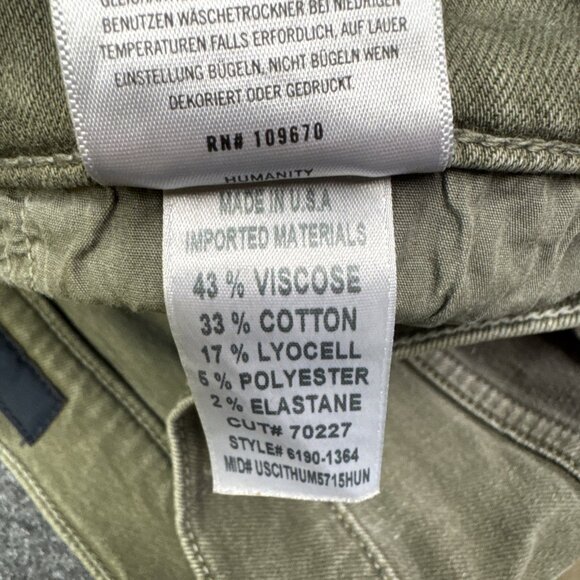 BENUTZEN WÄSCHETROCKNER BEI NIEDRIGEN
TEMPERATUREN FALLS ERFORDLICH, AUF LAUER
EINSTELLUNG BÜGELN. NICHT BÜGELN WENN
DEKORIERT ODER GEDRUCKT.
RN# 109670
HUMANITY
MADE IN U.S.A
IMPORTED MATERIALS
43 % VISCOSE
33 % COTTON
17 % LYOCELL
5 % POLYESTER
2 % ELASTANE
CUT# 70227
STYLE# 6190-1364
MID# USCITHUM5715HUN